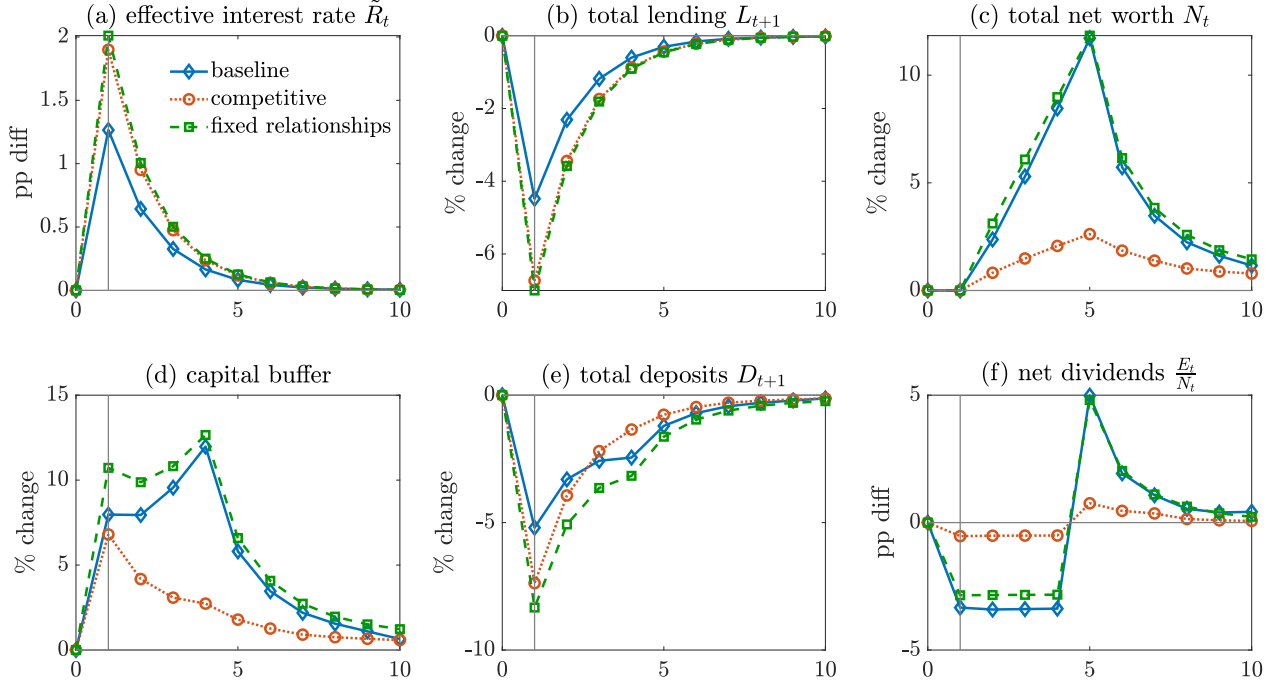 (a) effective interest rate R̃ₜ
2
1.5
1
0.5
0
pp diff
baseline
competitive
fixed relationships
0
5
10
(b) total lending Lₜ₊₁
0
-2
-4
-6
% change
0
5
10
(c) total net worth Nₜ
10
5
0
% change
0
5
10
(d) capital buffer
15
10
5
0
% change
0
5
10
(e) total deposits Dₜ₊₁
0
-5
-10
% change
0
5
10
(f) net dividends Eₜ/Nₜ
5
0
-5
pp diff
0
5
10